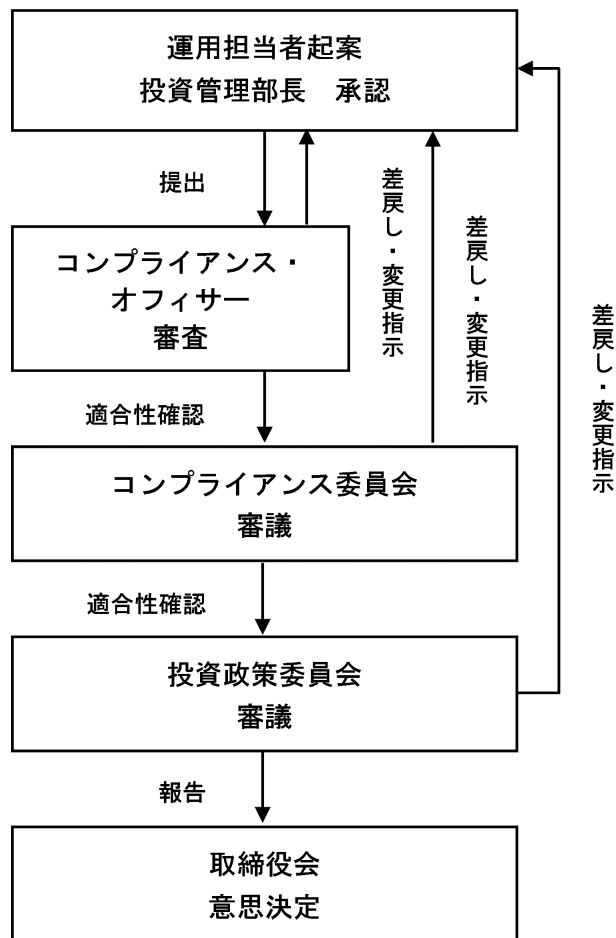 運用担当者起案
投資管理部長　承認
提出
差戻し・変更指示
差戻し・変更指示
差戻し・変更指示
コンプライアンス・
オフィサー
審査
適合性確認
コンプライアンス委員会
審議
適合性確認
投資政策委員会
審議
報告
取締役会
意思決定